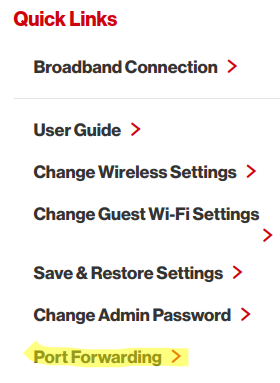 Quick Links
Broadband Connection
User Guide
Change Wireless Settings
Change Guest Wi-Fi Settings
Save & Restore Settings
Change Admin Password
Port Forwarding